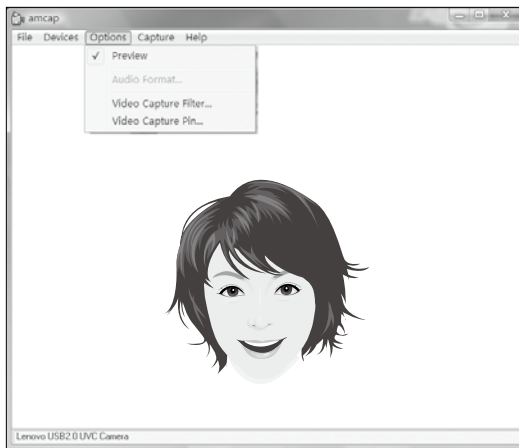 amcap
File Devices Options Capture Help
✓ Preview
Audio Format...
Video Capture Filter...
Video Capture Pin...
Lenovo USB2.0 UVC Camera